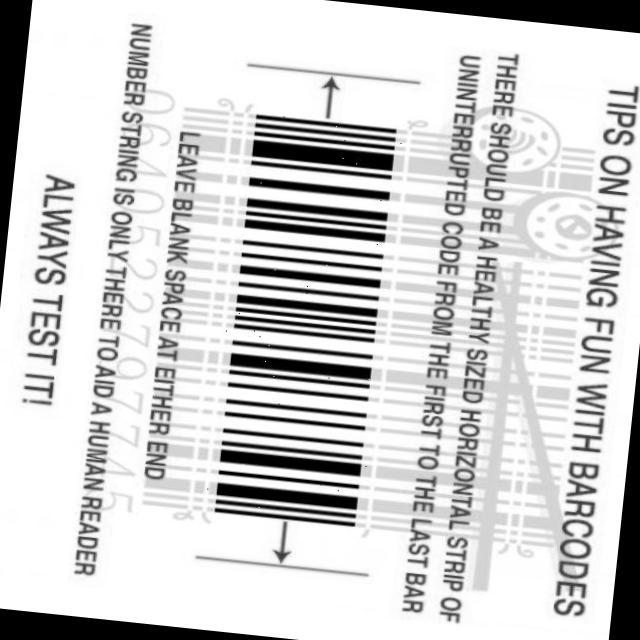 TIPS ON HAVING FUN WITH BARCODES
THERE SHOULD BE A HEALTHY SIZED HORIZONTAL STRIP OF
UNINTERRUPTED CODE FROM THE FIRST TO THE LAST BAR
LEAVE BLANK SPACE AT EITHER END
0640522797745
NUMBER STRING IS ONLY THERE TO AID A HUMAN READER
ALWAYS TEST IT!